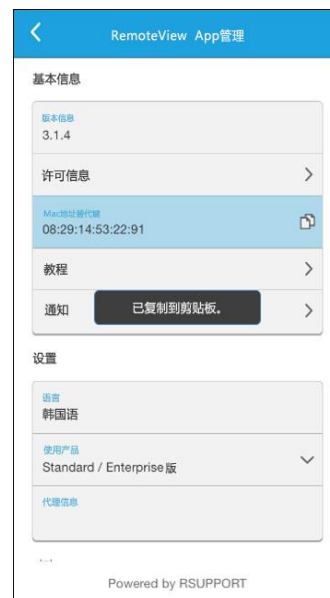 RemoteView App管理
基本信息
版本信息
3.1.4
许可信息
Mac地址替代键
08:29:14:53:22:91
教程
通知
已复制到剪贴板。
设置
语言
韩国语
使用产品
Standard / Enterprise版
代理信息
Powered by RSUPPORT